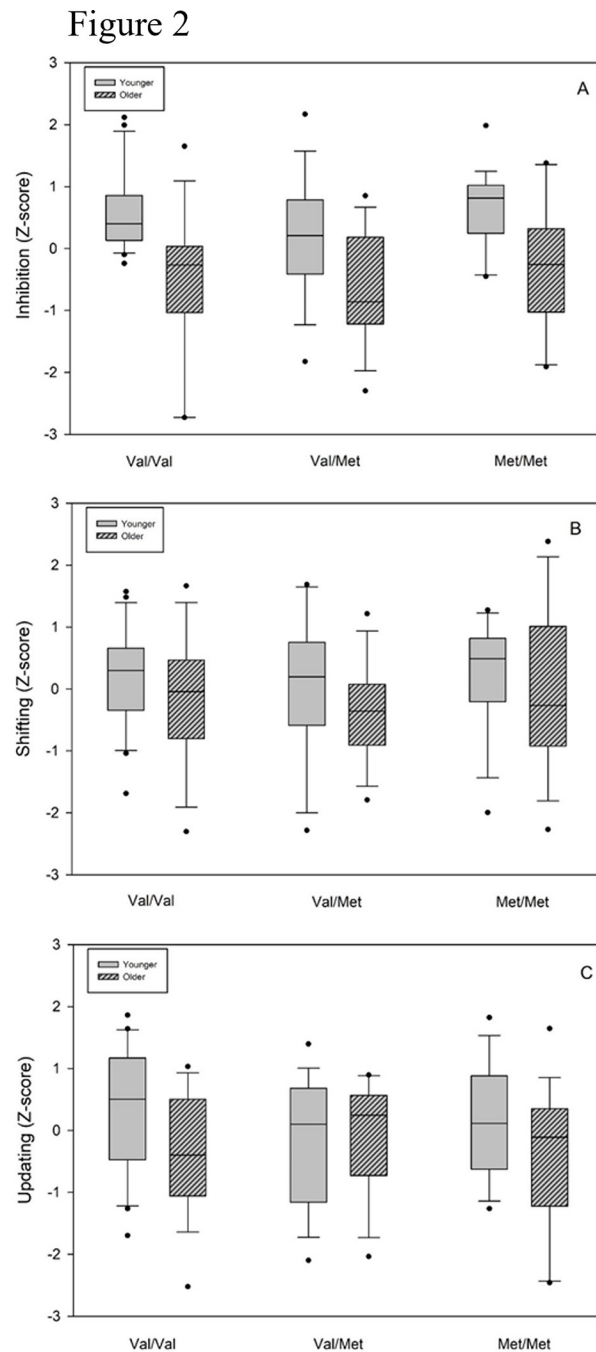 Figure 2
3
Younger
Older
A
2
1
0
-1
-2
-3
Inhibition (Z-score)
Val/Val
Val/Met
Met/Met
3
Younger
Older
B
2
1
0
-1
-2
-3
Shifting (Z-score)
Val/Val
Val/Met
Met/Met
3
Younger
Older
C
2
1
0
-1
-2
-3
Updating (Z-score)
Val/Val
Val/Met
Met/Met